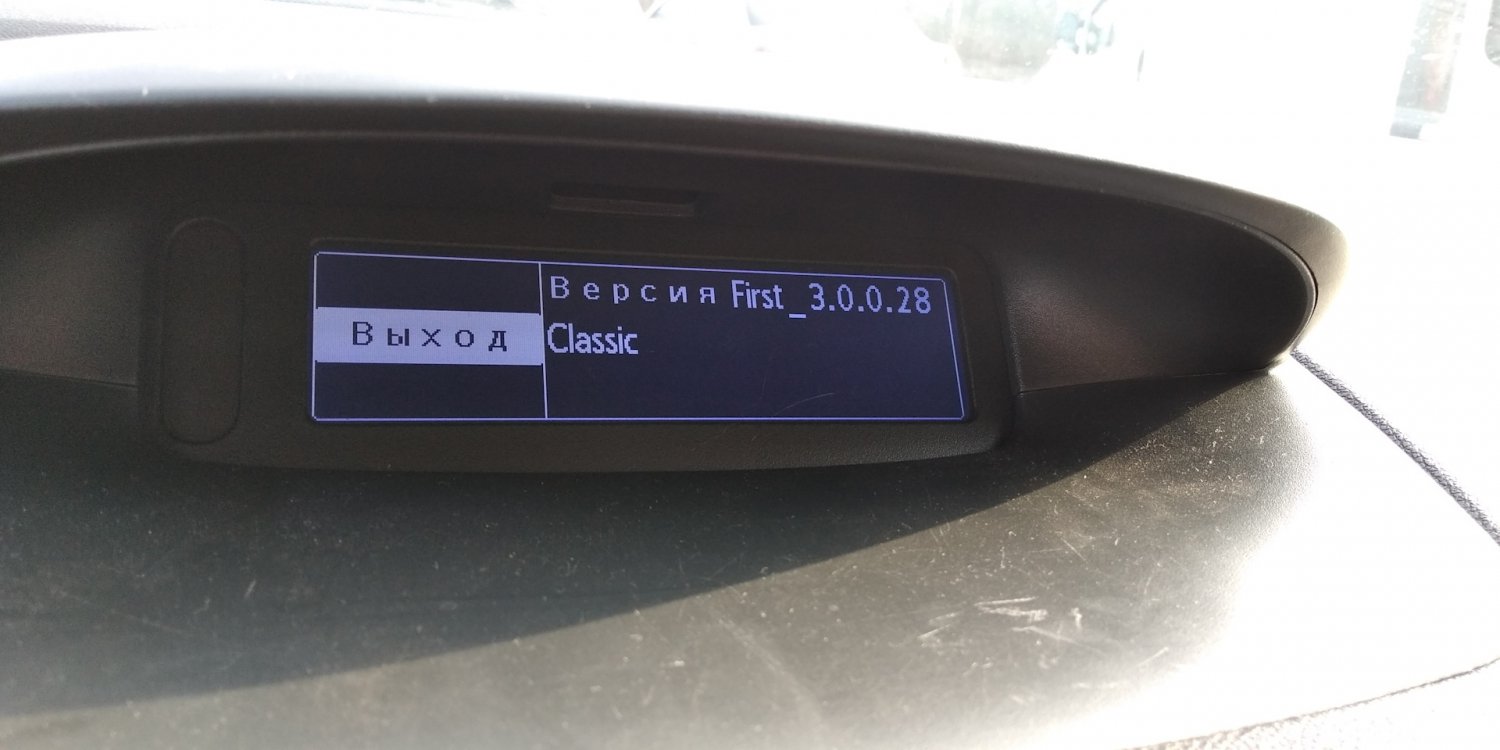 Версия First_3.0.0.28
Выход
Classic